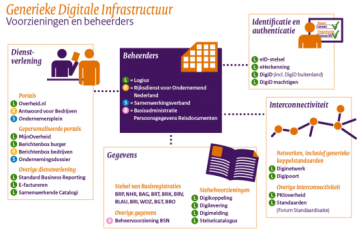 Generieke Digitale Infrastructuur
Voorzieningen en beheerders
Identificatie en
authenticatie
L eID-stelsel
L eHerkenning
L DigiD (incl. DigiD buitenland)
L DigiD machtigen
Dienst-
verlening
Portals
L Overheid.nl
Antwoord voor Bedrijven
S Ondernemersplein
Gepersonaliseerde portals
L MijnOverheid
L Berichtenbox burger
Berichtenbox bedrijven
S Ondernemingsdossier
Overige dienstverlening
L Standard Business Reporting
L E-factureren
L Samenwerkende Catalogi
Beheerders
L = Logius
R = Rijksdienst voor Ondernemend
Nederland
S = Samenwerkingsverband
B = Basisadministratie
Persoonsgegevens Reisdocumenten
Gegevens
Stelsel van Basisregistraties
BRP, NHR, BAG, BRT, BRK, BRV,
BLAU, BRI, WOZ, BGT, BRO
Overige gegevens
Beheervoorziening BSN
Stelselvoorzieningen
L Digikoppeling
L Digilevering
L Digimelding
L Stelselcatalogus
Interconnectiviteit
Netwerken, inclusief generieke
koppelstandaarden
L Diginetwerk
L Digipoort
Overige interconnectiviteit
L PKIoverheid
L Standaarden
(Forum Standaardisatie)